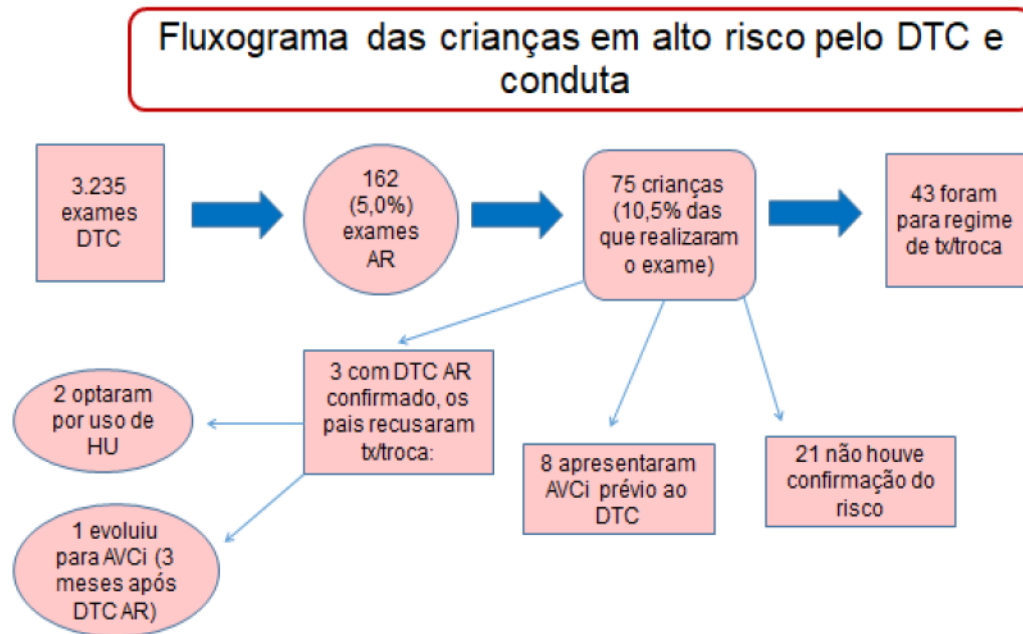 Fluxograma das crianças em alto risco pelo DTC e
conduta
3.235
exames
DTC
162
(5,0%)
exames
AR
75 crianças
(10,5% das
que realizaram
o exame)
43 foram
para regime
de tx/troca
3 com DTC AR
confirmado, os
pais recusaram
tx/troca:
2 optaram
por uso de
HU
1 evoluiu
para AVCi (3
meses após
DTC AR)
8 apresentaram
AVCi prévio ao
DTC
21 não houve
confirmação do
risco